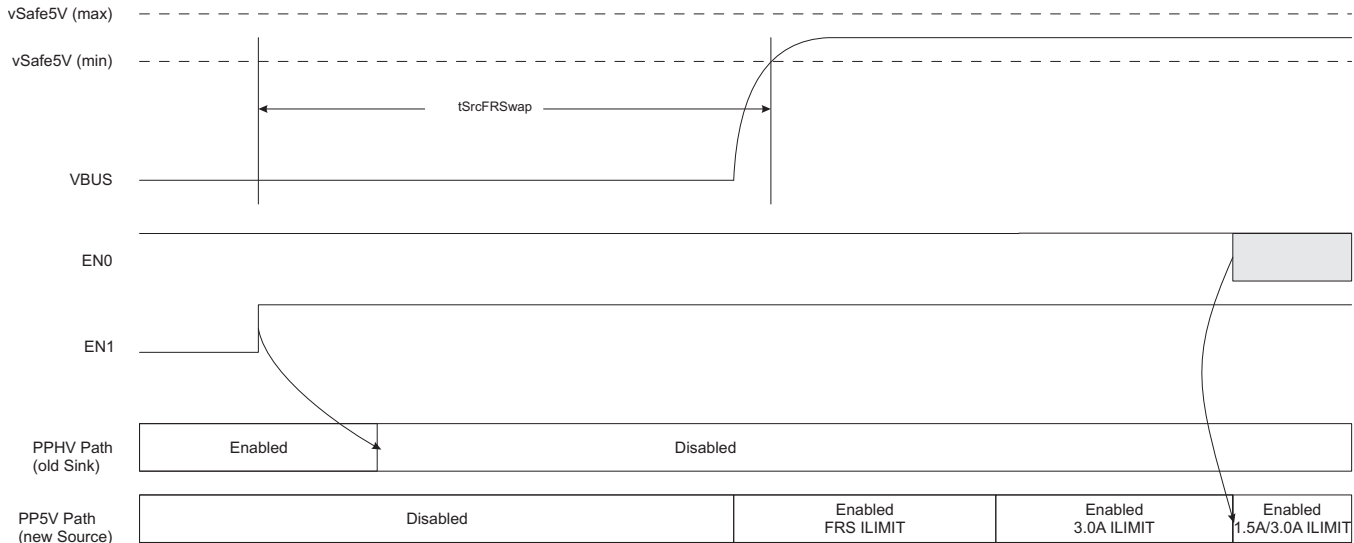 vSafe5V (max)
vSafe5V (min)
tSrcFRSwap
VBUS
EN0
EN1
PPHV Path
(old Sink)
Enabled
Disabled
PP5V Path
(new Source)
Disabled
Enabled
FRS ILIMIT
Enabled
3.0A ILIMIT
Enabled
1.5A/3.0A ILIMIT